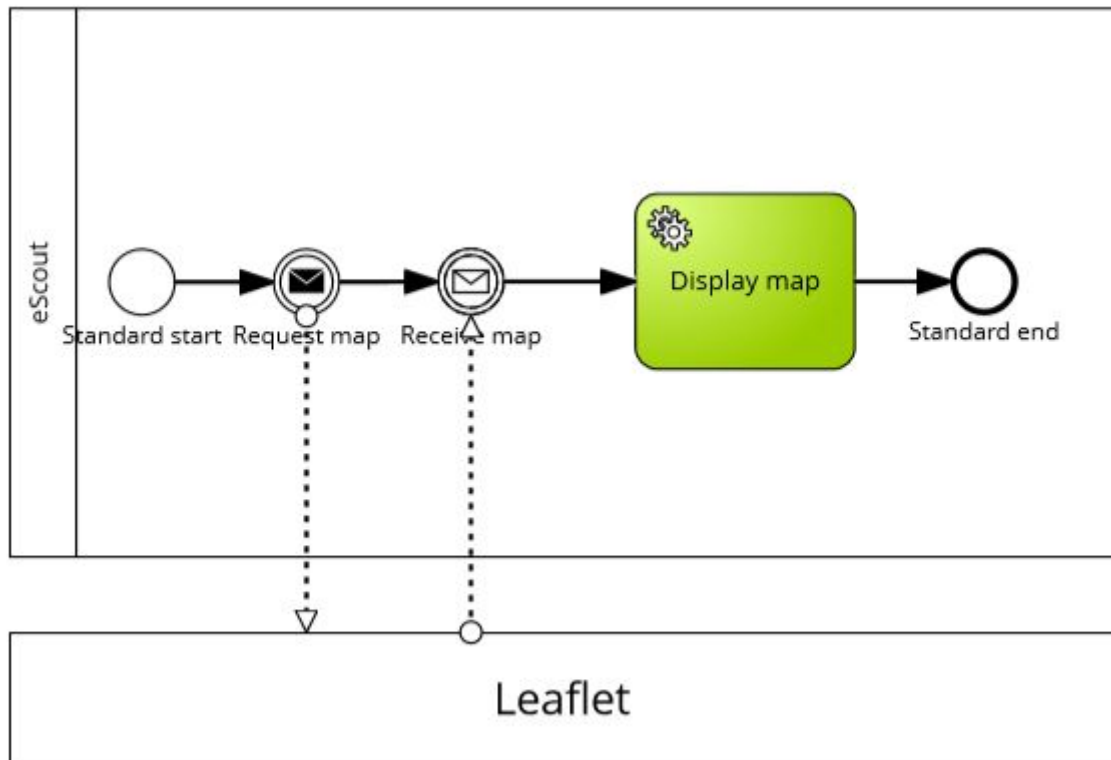 eScout
Standard start
Request map
Receive map
Display map
Standard end
Leaflet